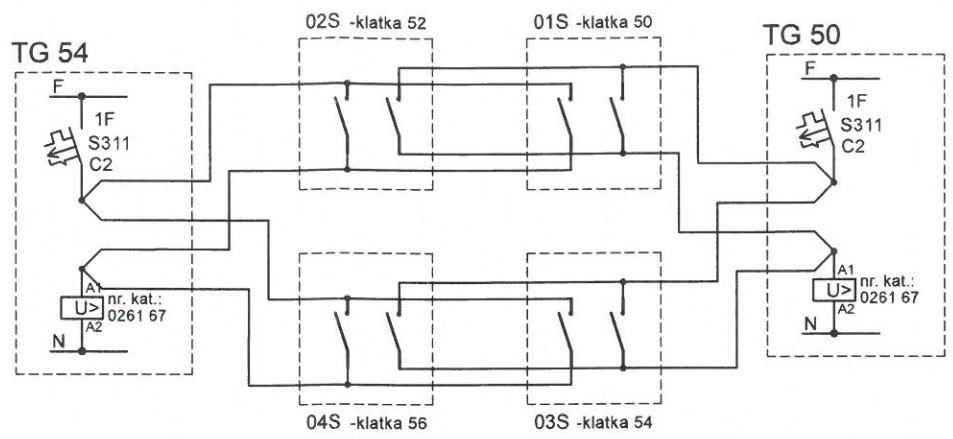 02S -klatka 52
01S -klatka 50
TG 54
TG 50
F
1F
S311
C2
F
1F
S311
C2
A1
U>
A2
nr. kat.:
0261 67
N
A1
U>
A2
nr. kat.:
0261 67
N
04S -klatka 56
03S -klatka 54